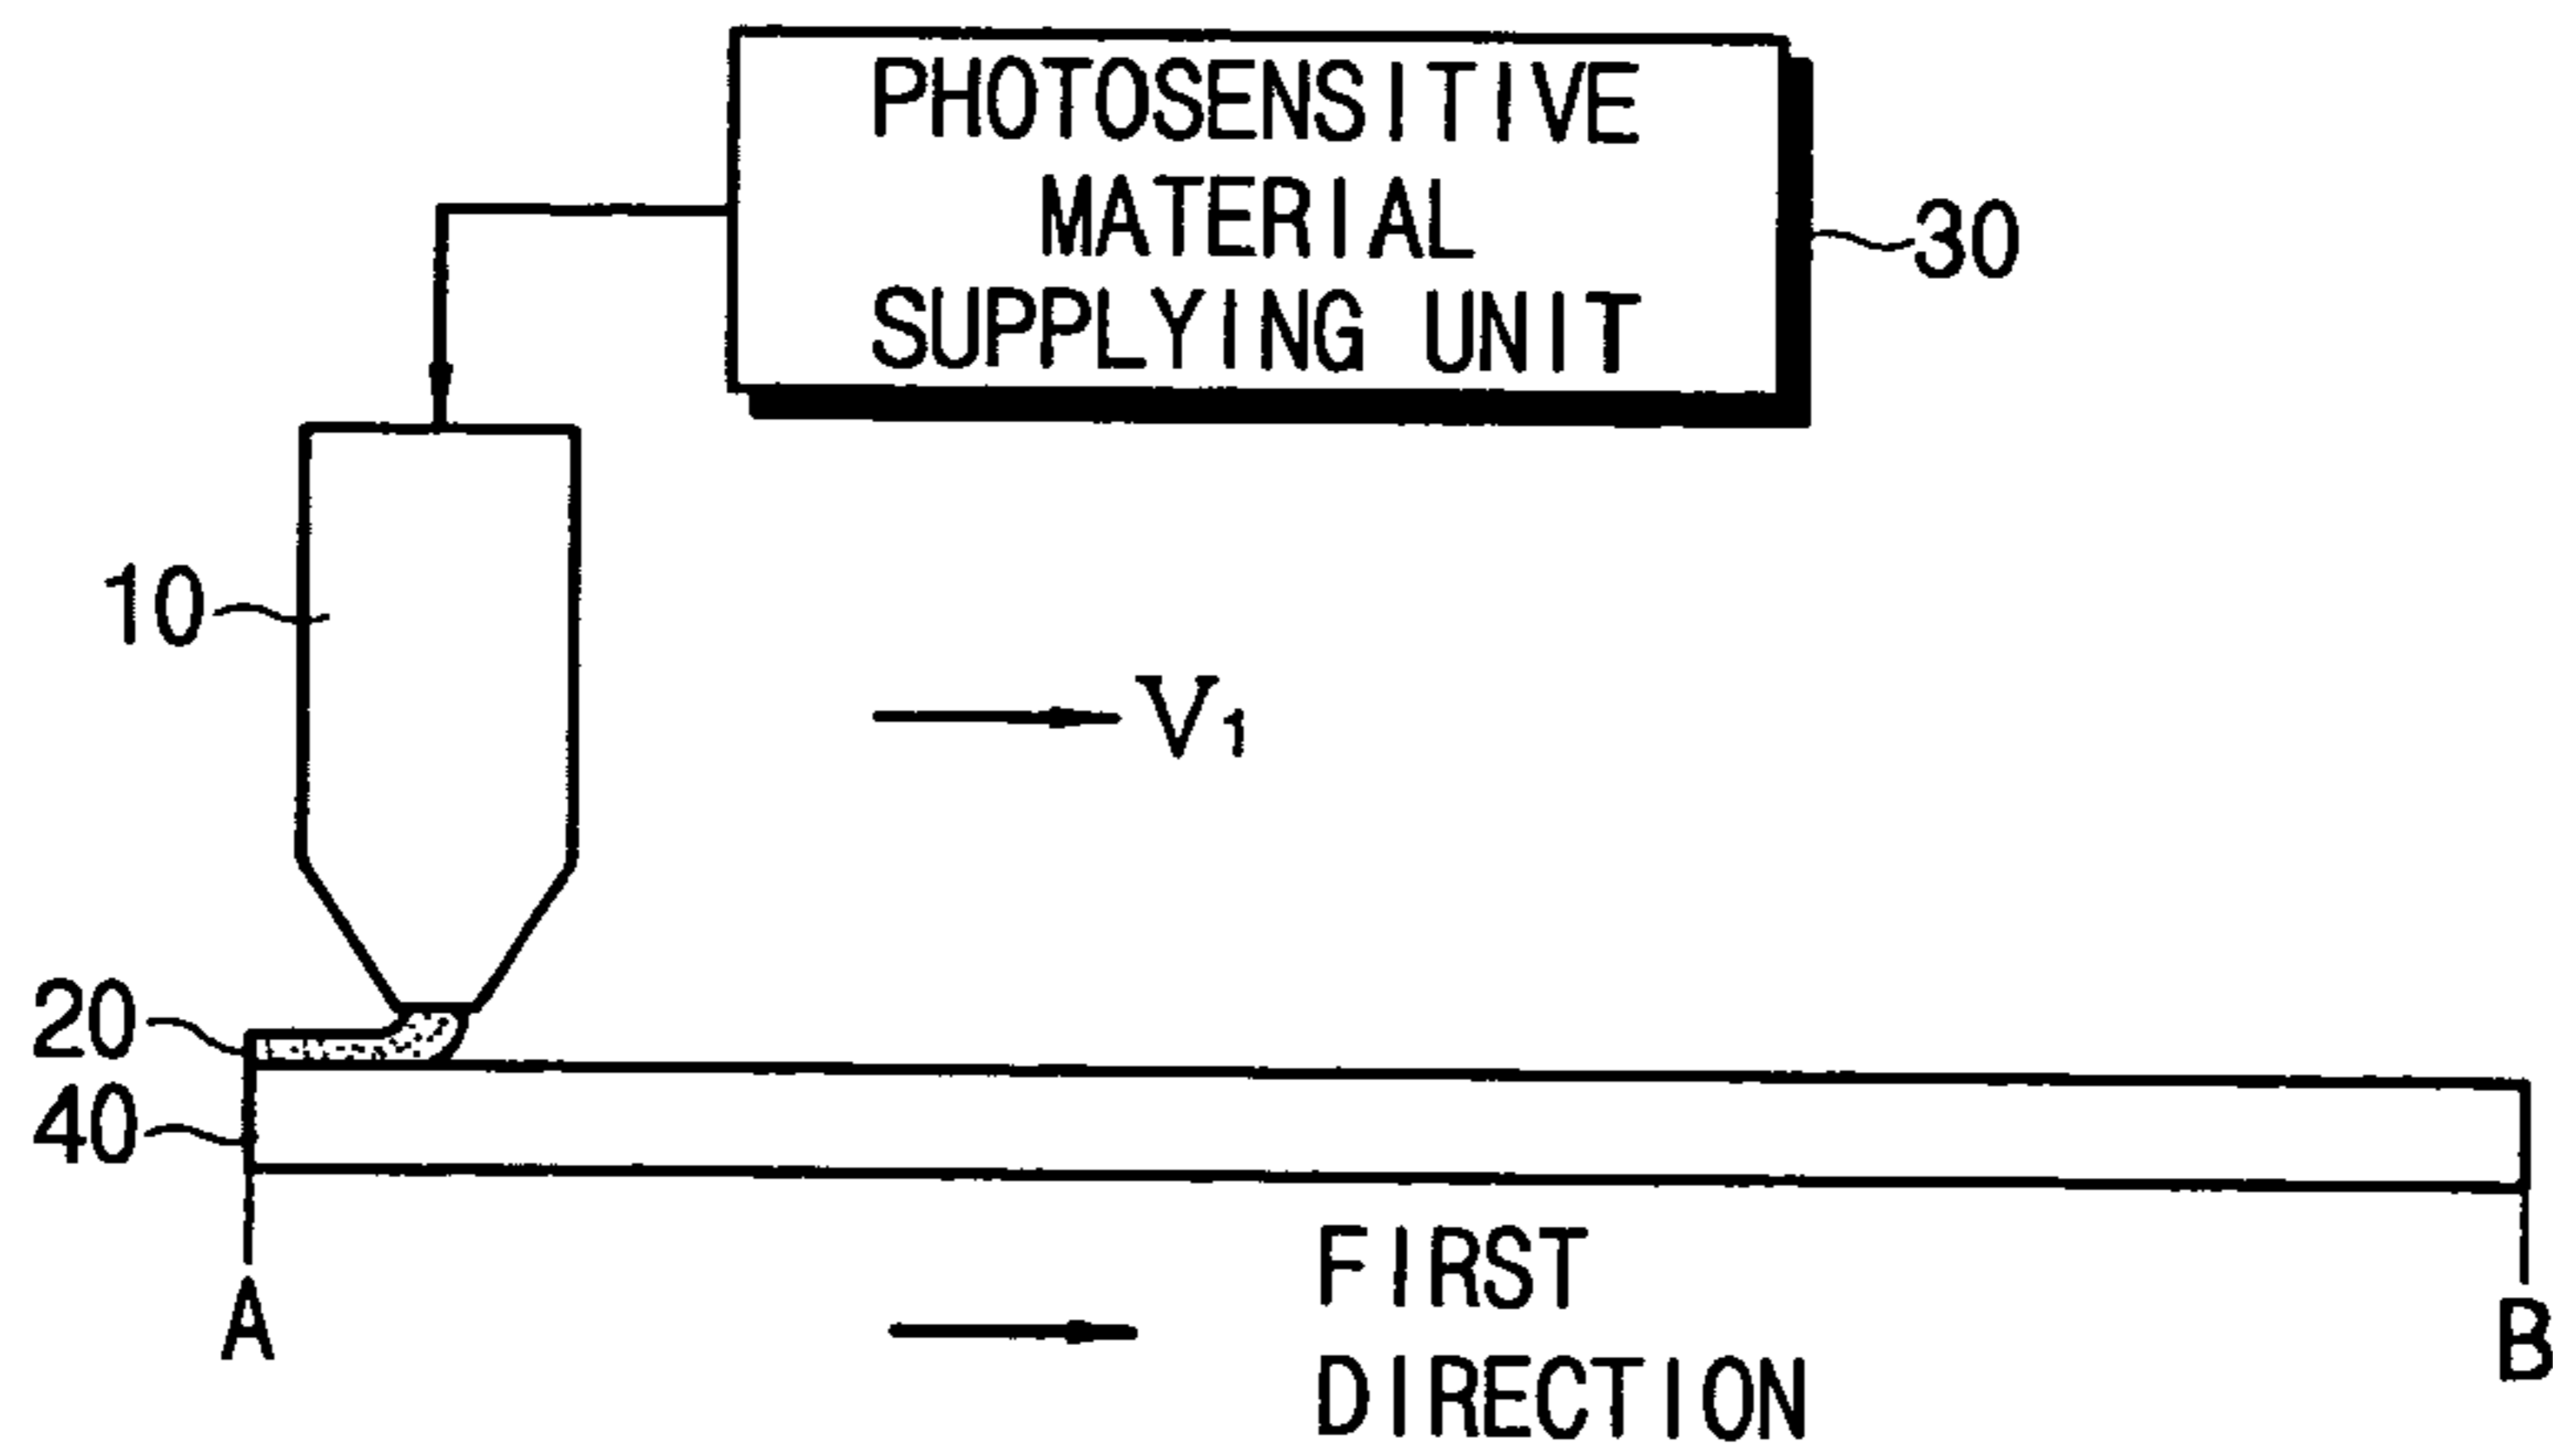 PHOTOSENSITIVE
MATERIAL
SUPPLYING UNIT
30
10
V₁
20
40
A
FIRST
DIRECTION
B